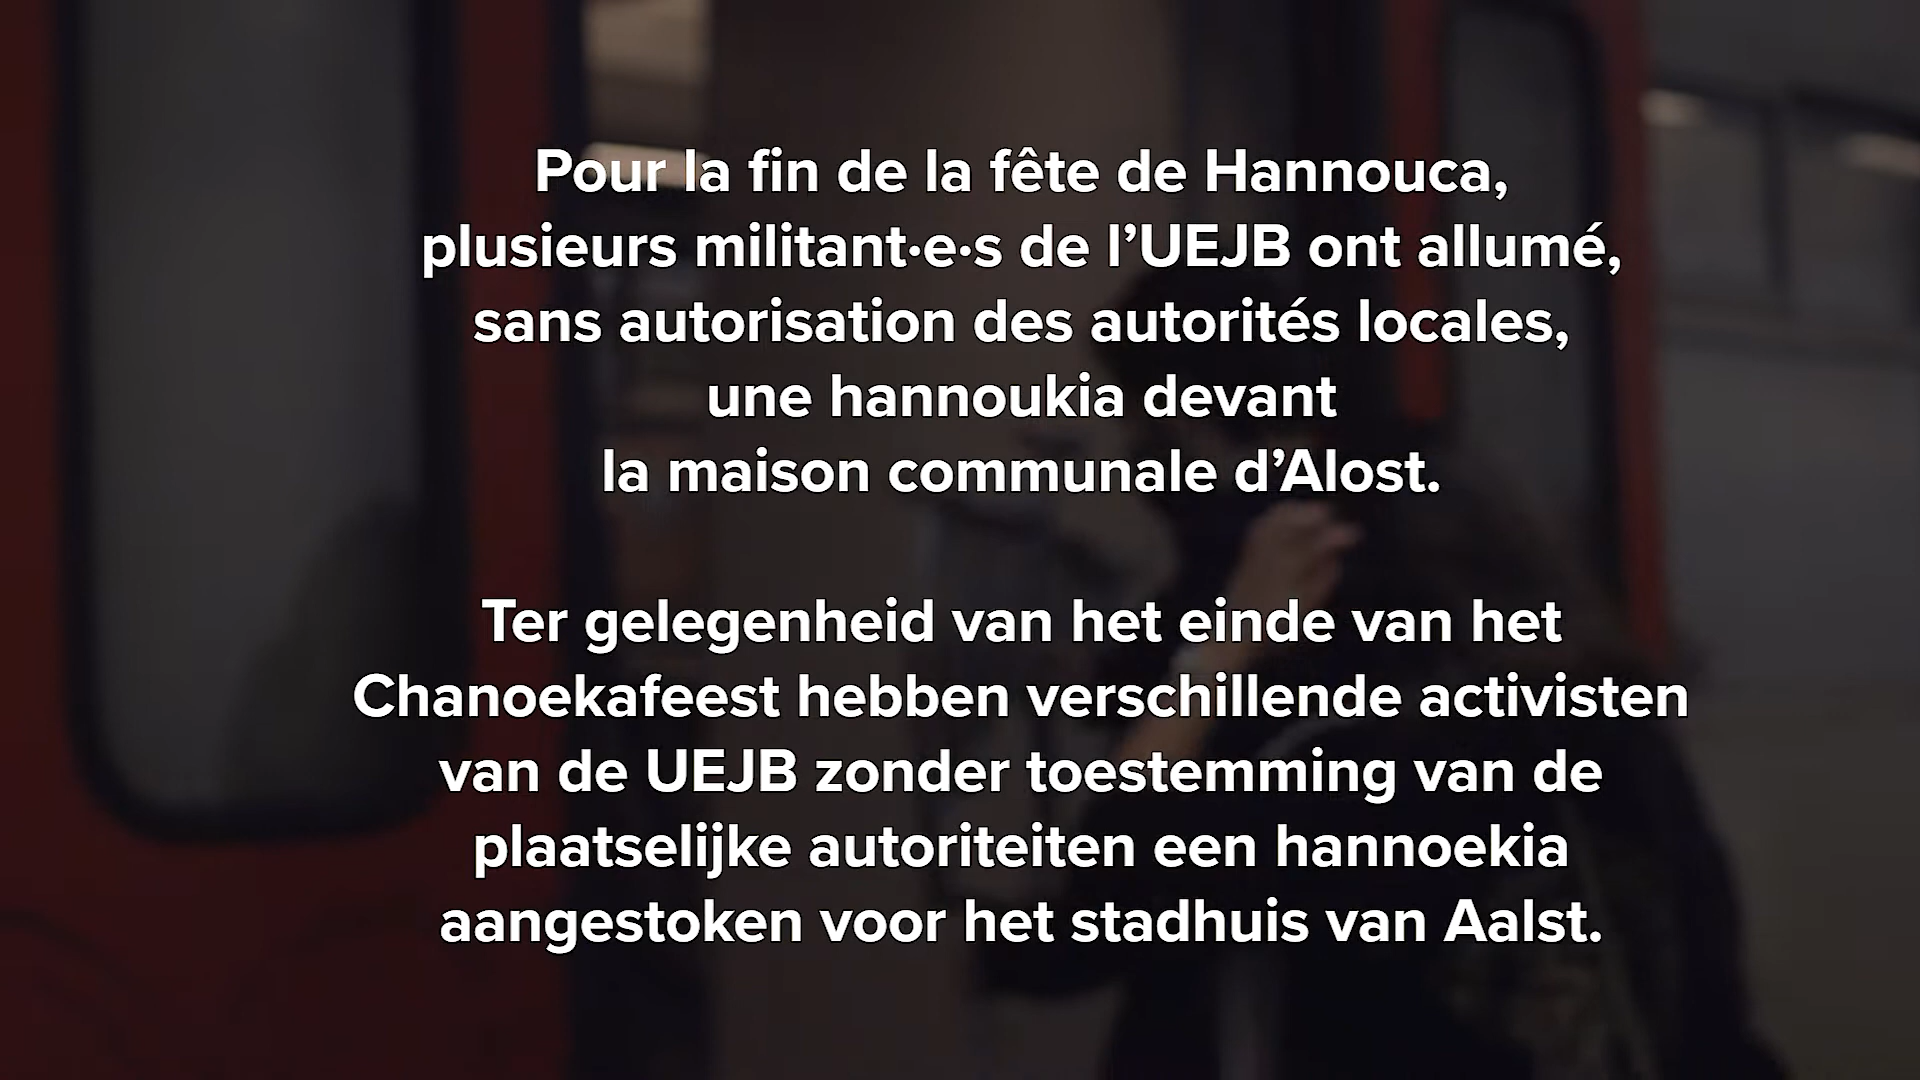 Pour la fin de la fête de Hannouca,
plusieurs militant·e·s de l’UEJB ont allumé,
sans autorisation des autorités locales,
une hannoukia devant
la maison communale d’Alost.
Ter gelegenheid van het einde van het
Chanoekafeest hebben verschillende activisten
van de UEJB zonder toestemming van de
plaatselijke autoriteiten een hannoekia
aangestoken voor het stadhuis van Aalst.